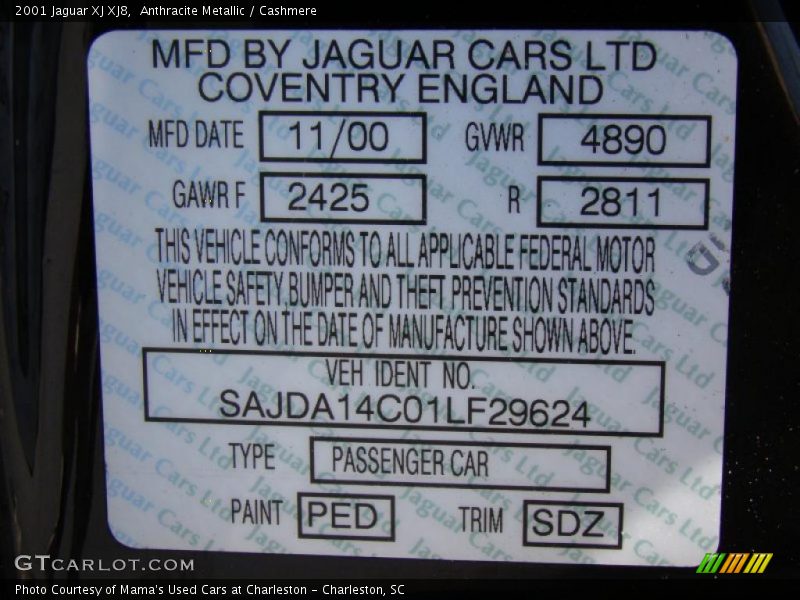 2001 Jaguar XJ XJ8, Anthracite Metallic / Cashmere
MFD BY JAGUAR CARS LTD
COVENTRY ENGLAND
MFD DATE 11/00 GVWR 4890
GAWR F 2425 R 2811
THIS VEHICLE CONFORMS TO ALL APPLICABLE FEDERAL MOTOR
VEHICLE SAFETY, BUMPER AND THEFT PREVENTION STANDARDS
IN EFFECT ON THE DATE OF MANUFACTURE SHOWN ABOVE.
VEH IDENT NO.
SAJDA14C01LF29624
TYPE PASSENGER CAR
PAINT PED TRIM SDZ
GTCARLOT.COM
Photo Courtesy of Mama's Used Cars at Charleston - Charleston, SC